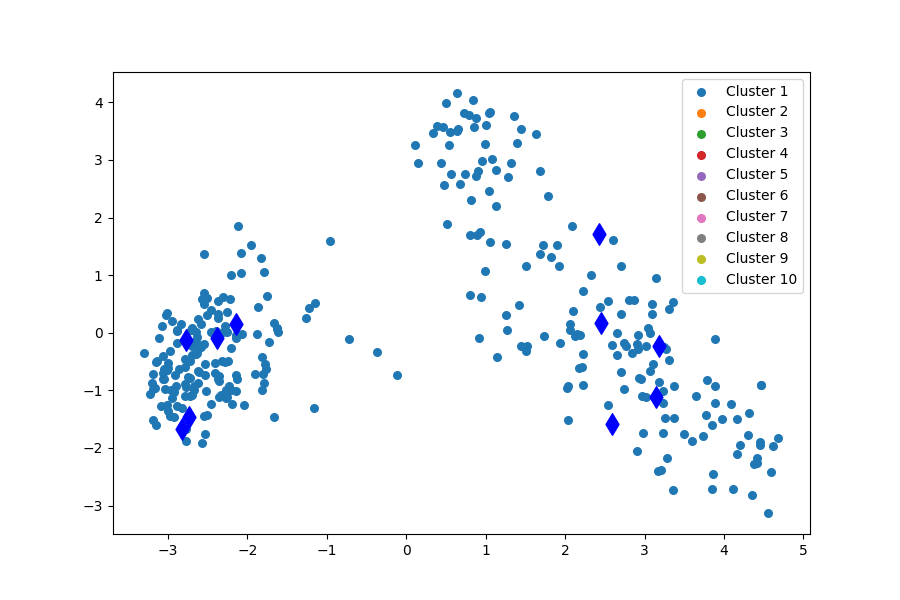 Cluster 1
Cluster 2
Cluster 3
Cluster 4
Cluster 5
Cluster 6
Cluster 7
Cluster 8
Cluster 9
Cluster 10
4
3
2
1
0
−1
−2
−3
−3 −2 −1 0 1 2 3 4 5